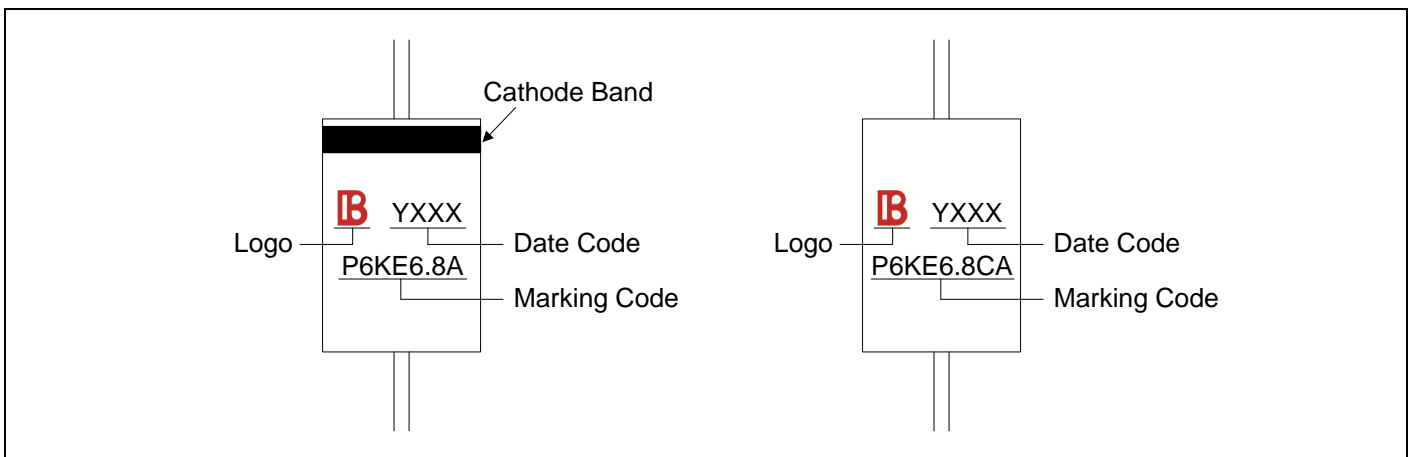 Cathode Band
B YXXX B YXXX
Logo Date Code Logo Date Code
P6KE6.8A P6KE6.8CA
Marking Code Marking Code